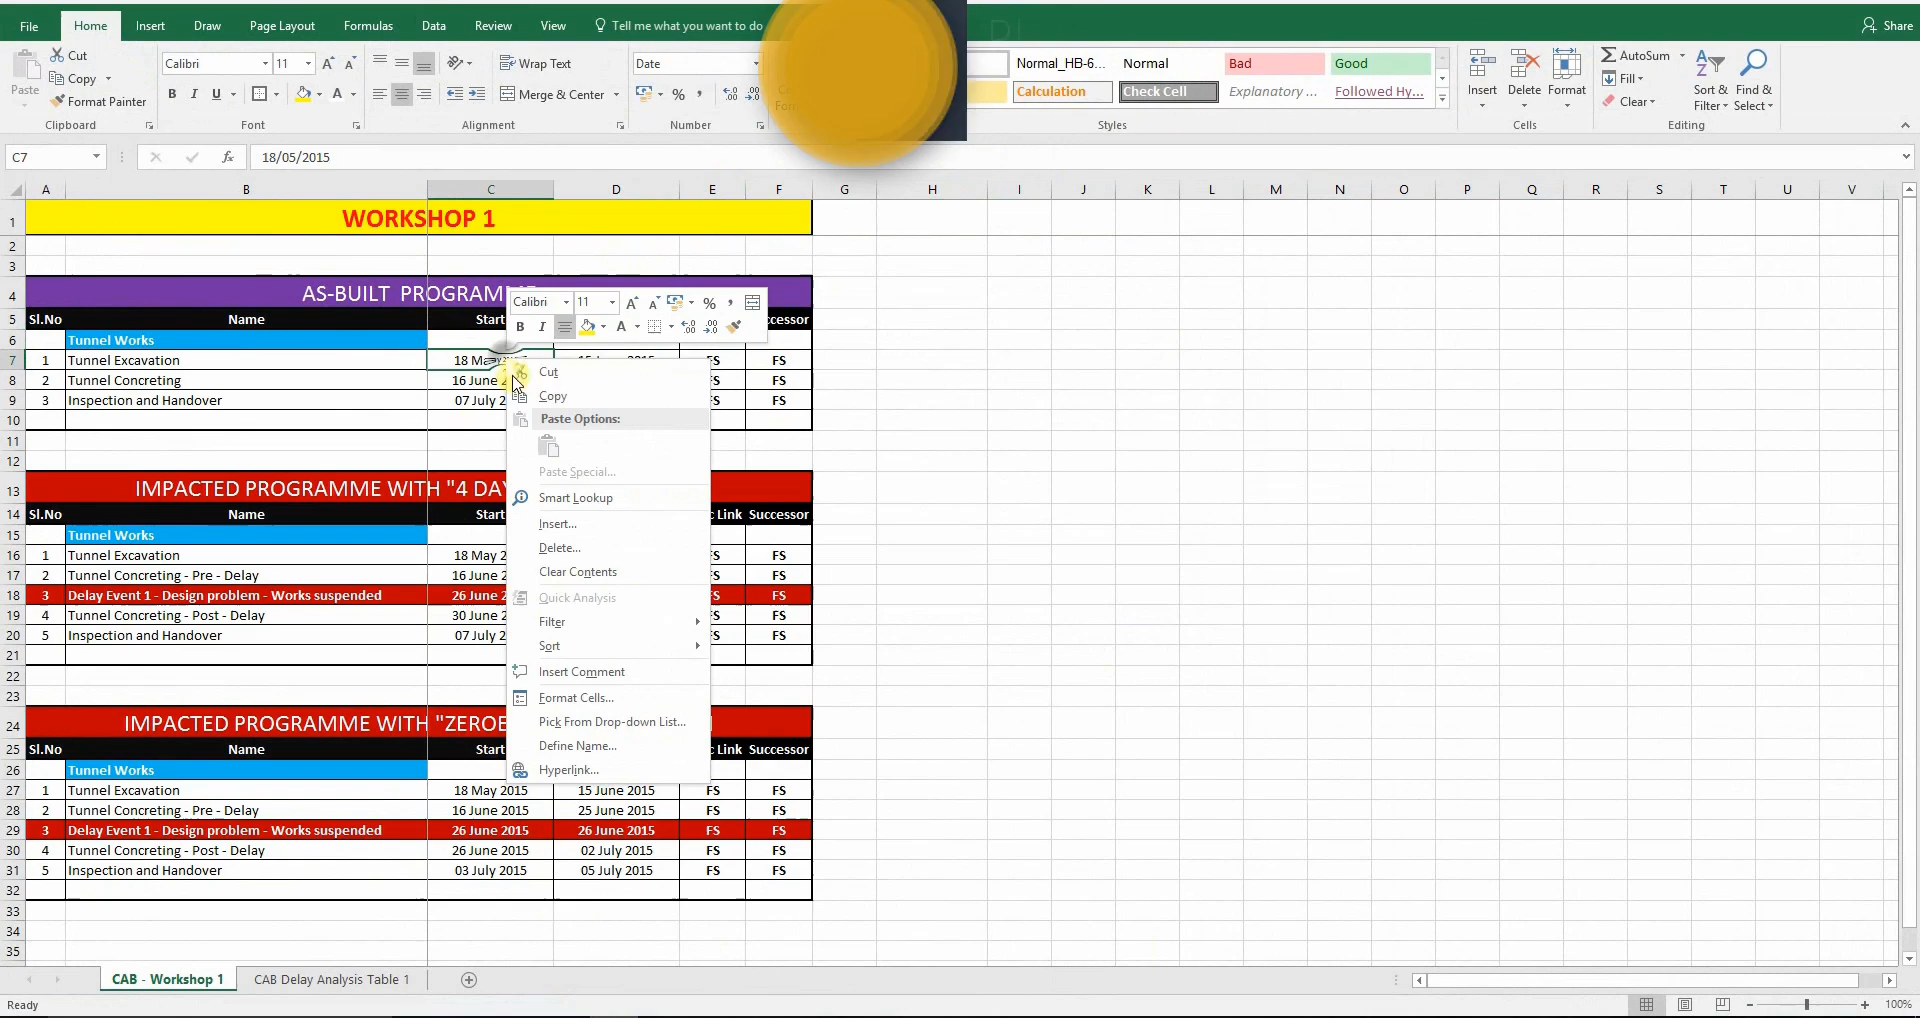 File Home Insert Draw Page Layout Formulas Data Review View Tell me what you want to do Share
Cut
Copy
Format Painter
Paste
Clipboard
Calibri 11
B I U A
Font
Wrap Text
Merge & Center
Alignment
Date
%
Number
Normal_HB-6... Normal Bad Good
Calculation Check Cell Explanatory ... Followed Hy...
Styles
Insert Delete Format
Cells
AutoSum
Fill
Clear
Sort & Filter
Find & Select
Editing
C7 fx 18/05/2015
A B C D E F G H I J K L M N O P Q R S T U V
1 WORKSHOP 1
2
3
4 AS-BUILT PROGRAMM
5 Sl.No Name Start ccessor
6 Tunnel Works
7 1 Tunnel Excavation 18 May FS FS
8 2 Tunnel Concreting 16 June 2 FS FS
9 3 Inspection and Handover 07 July 2 FS FS
10
11
12
13 IMPACTED PROGRAMME WITH "4 DAY
14 Sl.No Name Start c Link Successor
15 Tunnel Works
16 1 Tunnel Excavation 18 May 2 FS FS
17 2 Tunnel Concreting - Pre - Delay 16 June 2 FS FS
18 3 Delay Event 1 - Design problem - Works suspended 26 June 2 FS FS
19 4 Tunnel Concreting - Post - Delay 30 June 2 FS FS
20 5 Inspection and Handover 07 July 2 FS FS
21
22
23
24 IMPACTED PROGRAMME WITH "ZERO
25 Sl.No Name Start c Link Successor
26 Tunnel Works
27 1 Tunnel Excavation 18 May 2015 15 June 2015 FS FS
28 2 Tunnel Concreting - Pre - Delay 16 June 2015 25 June 2015 FS FS
29 3 Delay Event 1 - Design problem - Works suspended 26 June 2015 26 June 2015 FS FS
30 4 Tunnel Concreting - Post - Delay 26 June 2015 02 July 2015 FS FS
31 5 Inspection and Handover 03 July 2015 05 July 2015 FS FS
32
33
34
35
Calibri 11 A A %
B I A
Cut
Copy
Paste Options:
Paste Special...
Smart Lookup
Insert...
Delete...
Clear Contents
Quick Analysis
Filter
Sort
Insert Comment
Format Cells...
Pick From Drop-down List...
Define Name...
Hyperlink...
CAB - Workshop 1 CAB Delay Analysis Table 1
Ready 100%